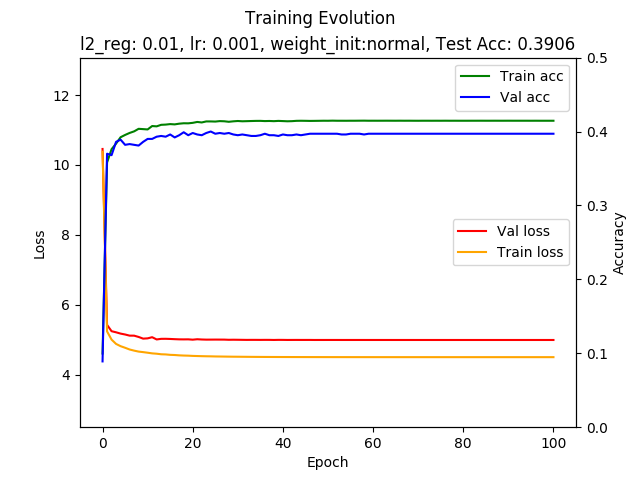 Training Evolution
l2_reg: 0.01, lr: 0.001, weight_init:normal, Test Acc: 0.3906
Train acc
Val acc
Val loss
Train loss
12
10
8
6
4
Loss
0.5
0.4
0.3
0.2
0.1
0.0
Accuracy
0 20 40 60 80 100
Epoch